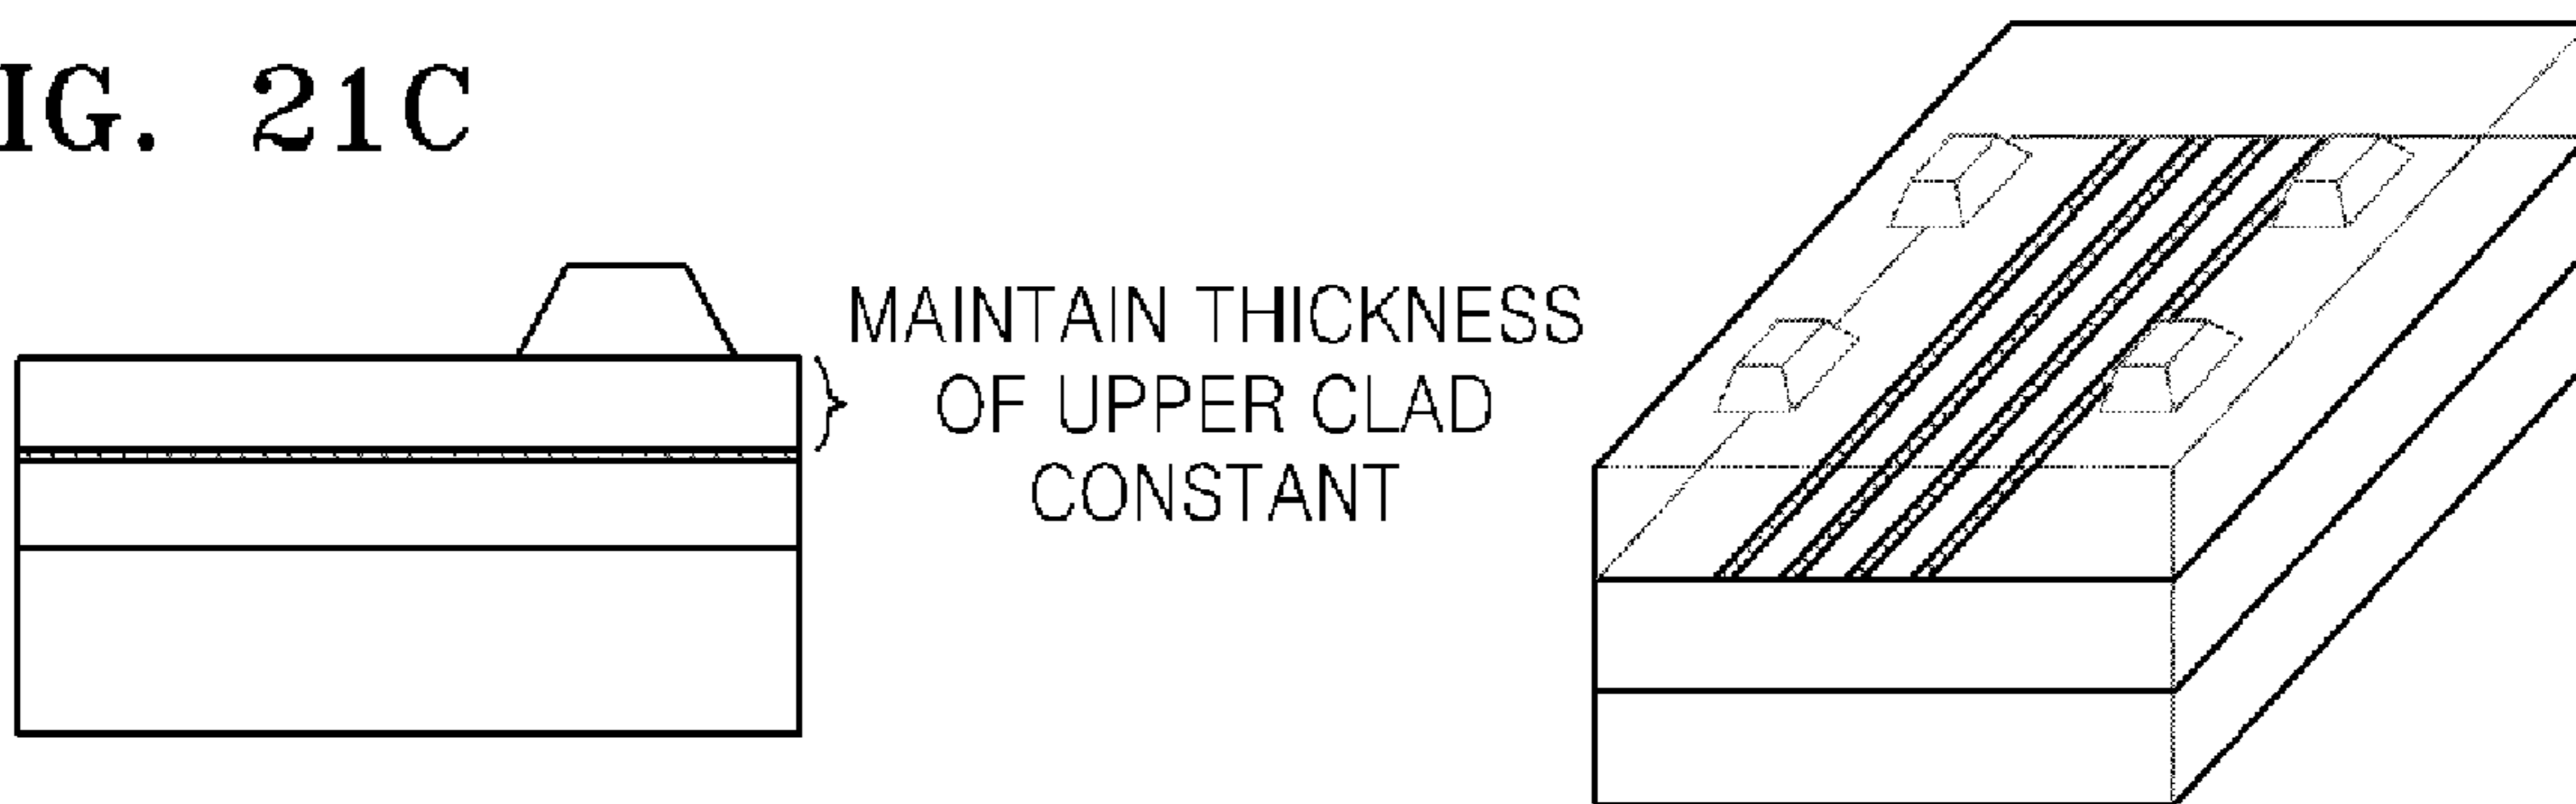 IG. 21C
MAINTAIN THICKNESS
OF UPPER CLAD
CONSTANT